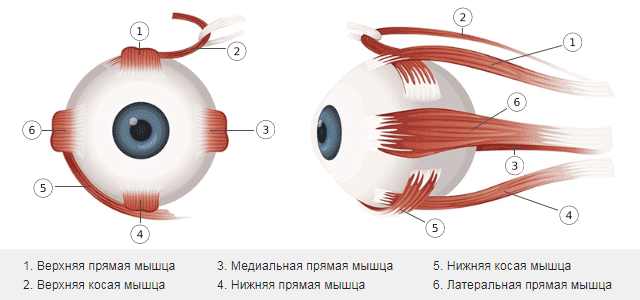 1
2
6
3
5
4
2
1
6
3
4
5
1. Верхняя прямая мышца
2. Верхняя косая мышца
3. Медиальная прямая мышца
4. Нижняя прямая мышца
5. Нижняя косая мышца
6. Латеральная прямая мышца